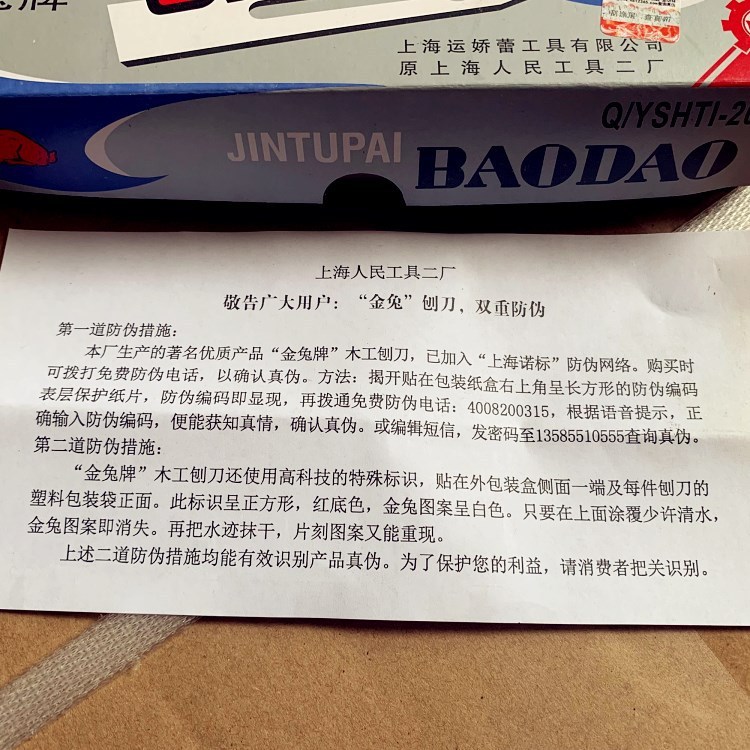 牌
上海运娇蕾工具有限公司
原上海人民工具二厂
Q/YSHTI-20
JINTUPAI
BAODAO
上海人民工具二厂
敬告广大用户：“金兔”刨刀，双重防伪
第一道防伪措施：
本厂生产的著名优质产品“金兔牌”木工刨刀，已加入“上海诺标”防伪网络。购买时
可拨打免费防伪电话，以确认真伪。方法：揭开贴在包装纸盒右上角呈长方形的防伪编码
表层保护纸片，防伪编码即显现，再拨通免费防伪电话：4008200315，根据语音提示，正
确输入防伪编码，便能获知真情，确认真伪。或编辑短信，发密码至13585510555查询真伪。
第二道防伪措施：
“金兔牌”木工刨刀还使用高科技的特殊标识，贴在外包装盒侧面一端及每件刨刀的
塑料包装袋正面。此标识呈正方形，红底色，金兔图案呈白色。只要在上面涂覆少许清水，
金兔图案即消失。再把水迹抹干，片刻图案又能重现。
上述二道防伪措施均能有效识别产品真伪。为了保护您的利益，请消费者把关识别。